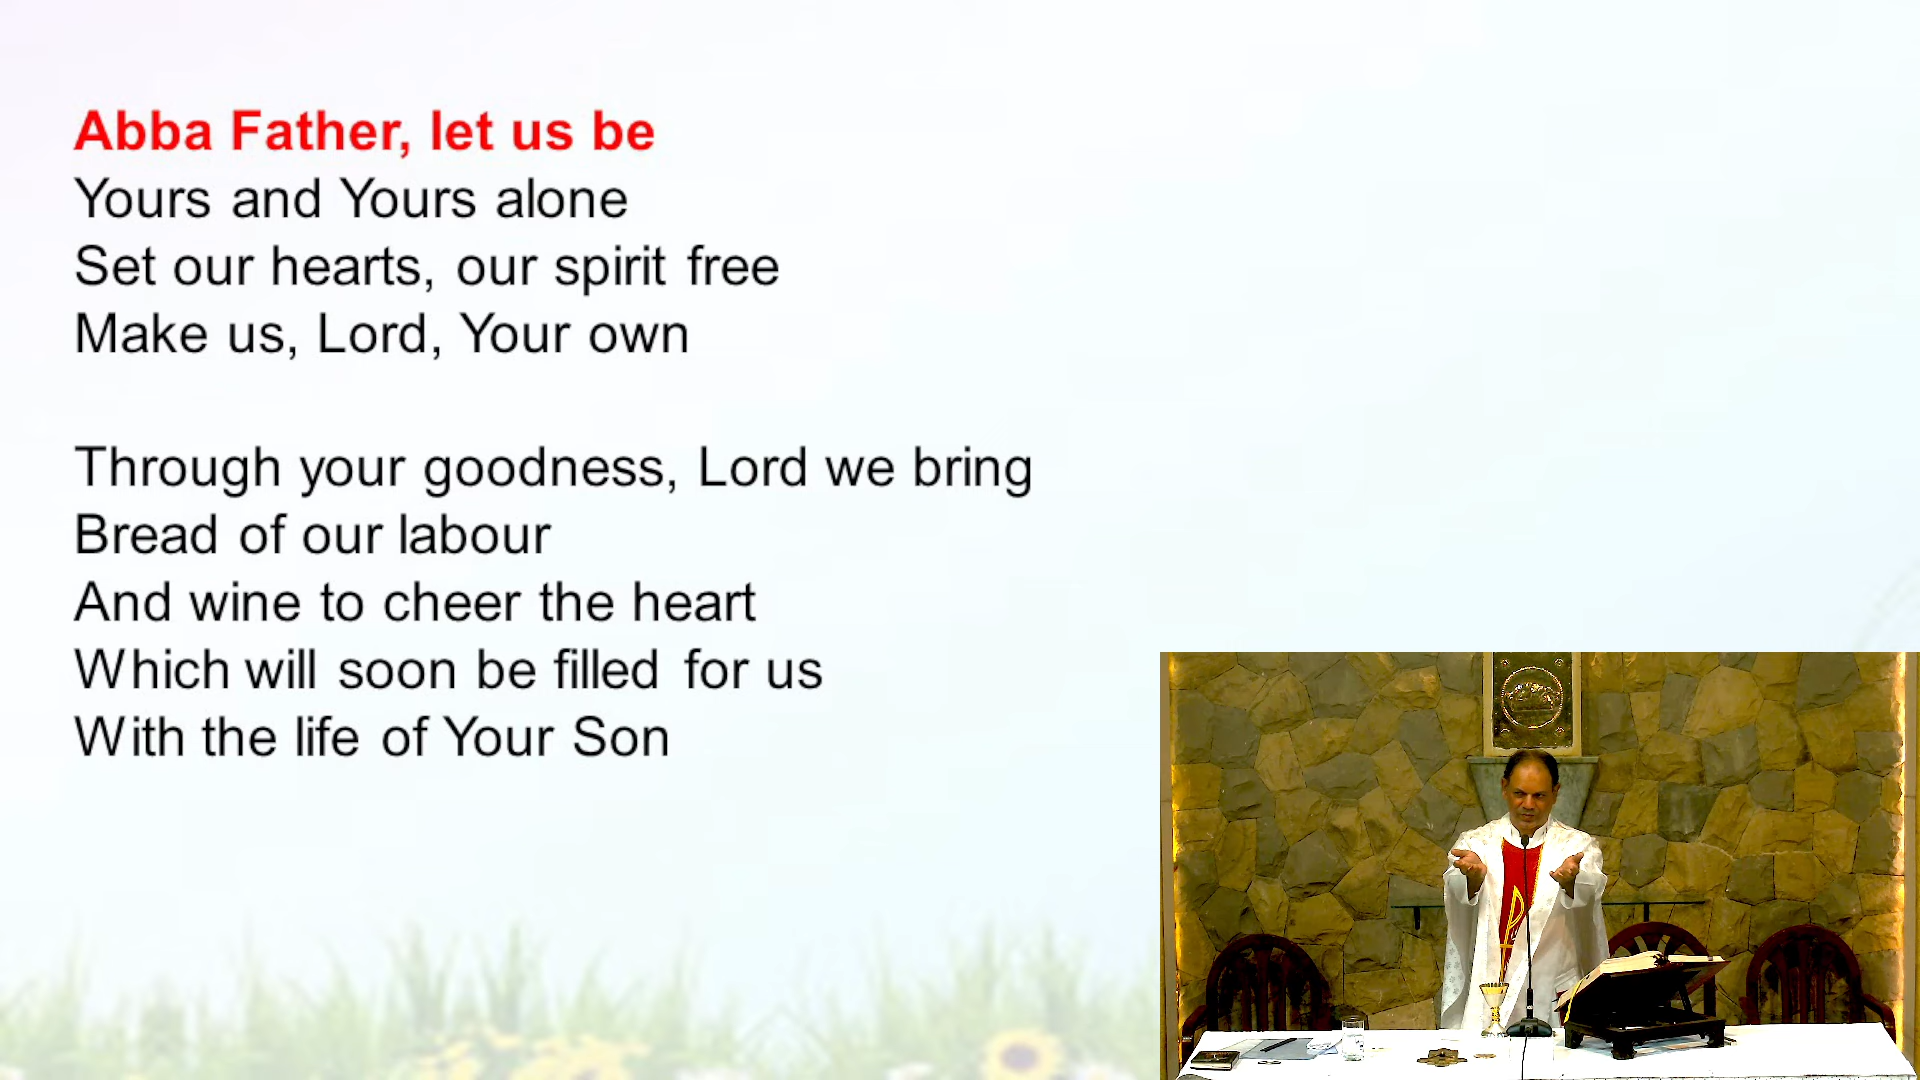 Abba Father, let us be
Yours and Yours alone
Set our hearts, our spirit free
Make us, Lord, Your own
Through your goodness, Lord we bring
Bread of our labour
And wine to cheer the heart
Which will soon be filled for us
With the life of Your Son